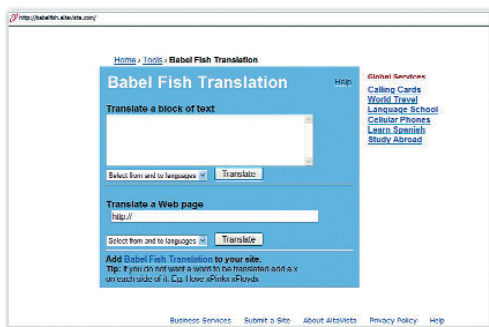 http://babelfish.altavista.com/
Home > Tools > Babel Fish Translation
Babel Fish Translation
Help
Translate a block of text
Select from and to languages
Translate
Translate a Web page
http://
Select from and to languages
Translate
Add Babel Fish Translation to your site.
Tip: If you do not want a word to be translated add a x
on each side of it. Eg. I love xPinkx xFloydx
Global Services
Calling Cards
World Travel
Language School
Cellular Phones
Learn Spanish
Study Abroad
Business Services Submit a Site About AltaVista Privacy Policy Help